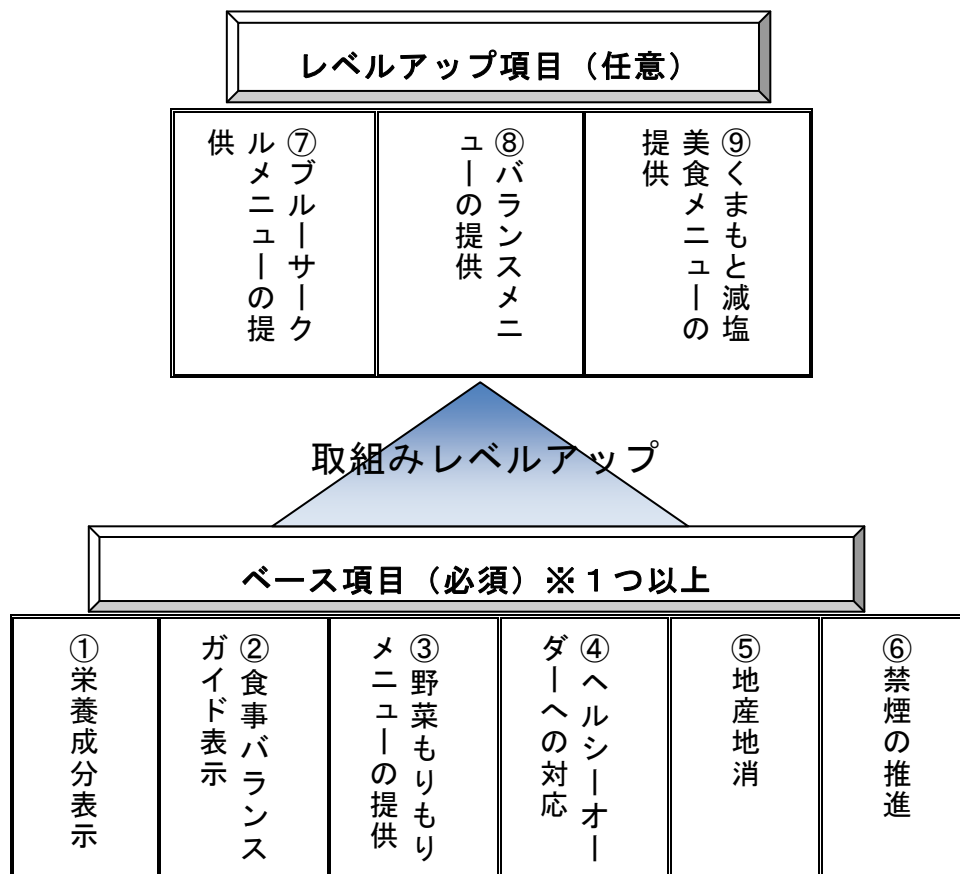 レベルアップ項目（任意）
⑦ブルーサーク
ルメニューの提
供
⑧バランスメニ
ューの提供
⑨くまもと減塩
美食メニューの
提供
取組みレベルアップ
ベース項目（必須）※１つ以上
①栄養成分表示
②食事バランス
ガイド表示
③野菜もりもり
メニューの提供
④ヘルシーオー
ダーへの対応
⑤地産地消
⑥禁煙の推進